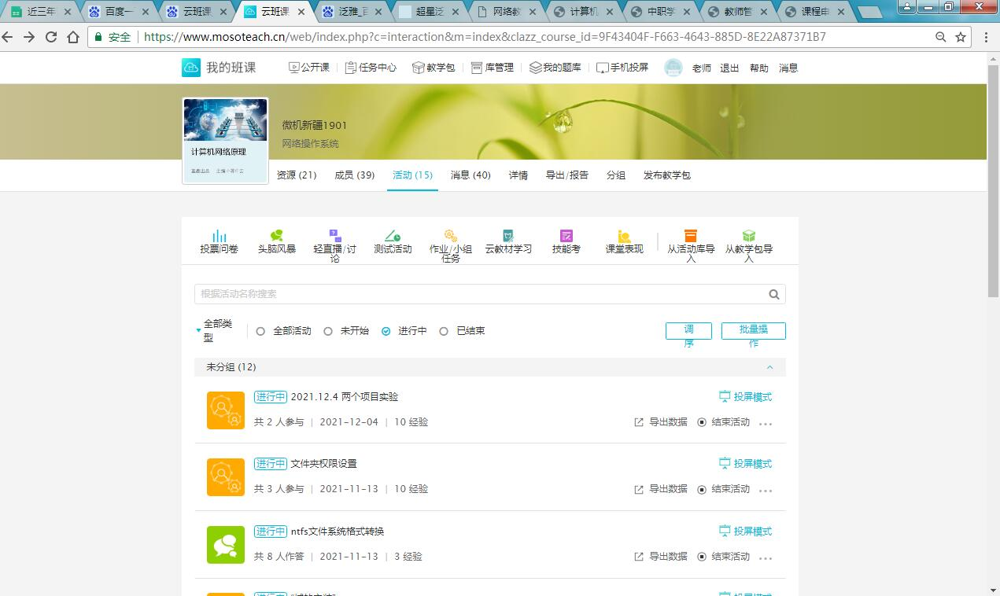 近三年
百度一
云班课
云班课
泛雅_百
超星泛
网络教
计算机
中职学
教师管
课程申
安全 https://www.mosoteach.cn/web/index.php?c=interaction&m=index&clazz_course_id=9F43404F-F663-4643-885D-8E22A87371B7
我的班课 公开课 任务中心 教学包 库管理 我的题库 手机投屏 老师 退出 帮助 消息
微机新疆1901
网络操作系统
计算机网络原理
资源 (21) 成员 (39) 活动 (15) 消息 (40) 详情 导出/报告 分组 发布教学包
投票问卷 头脑风暴 轻直播/讨论 测试活动 作业/小组任务 云教材学习 技能考 课堂表现 从活动库导入 从教学包导入
根据活动名称搜索
全部类型 全部活动 未开始 进行中 已结束 调序 批量操作
未分组 (12)
进行中 2021.12.4 两个项目实验 投屏模式
共 2 人参与 | 2021-12-04 | 10 经验 导出数据 结束活动 ...
进行中 文件夹权限设置 投屏模式
共 3 人参与 | 2021-11-13 | 10 经验 导出数据 结束活动 ...
进行中 ntfs文件系统格式转换 投屏模式
共 8 人作答 | 2021-11-13 | 3 经验 导出数据 结束活动 ...